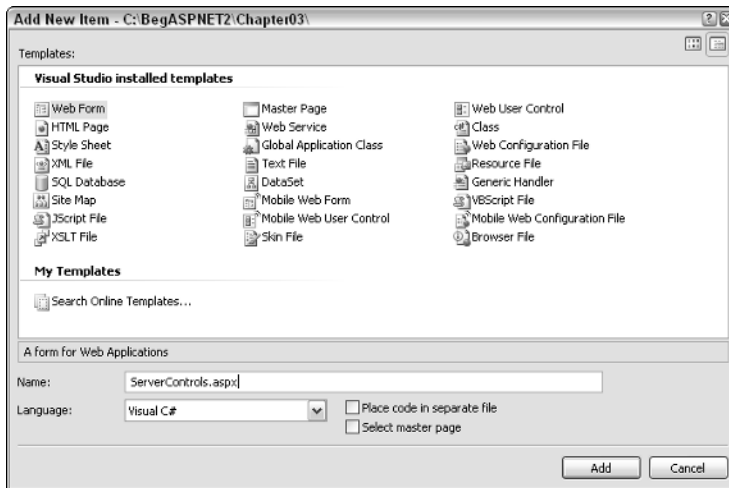 Add New Item - C:\BegASPNET2\Chapter03\
Templates:
Visual Studio installed templates
Web Form
Master Page
Web User Control
HTML Page
Web Service
Class
Style Sheet
Global Application Class
Web Configuration File
XML File
Text File
Resource File
SQL Database
DataSet
Generic Handler
Site Map
Mobile Web Form
VBScript File
JScript File
Mobile Web User Control
Mobile Web Configuration File
XSLT File
Skin File
Browser File
My Templates
Search Online Templates...
A form for Web Applications
Name:
ServerControls.aspx
Language:
Visual C#
Place code in separate file
Select master page
Add
Cancel